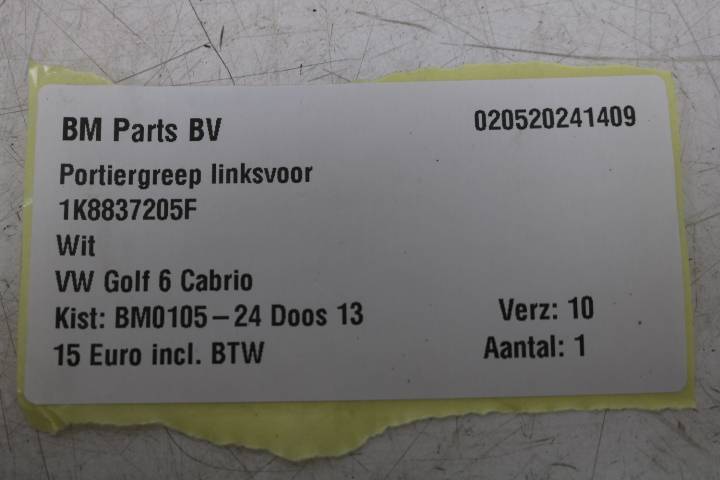 BM Parts BV 020520241409
Portiergreep linksvoor
1K8837205F
Wit
VW Golf 6 Cabrio
Kist: BM0105-24 Doos 13 Verz: 10
15 Euro incl. BTW Aantal: 1